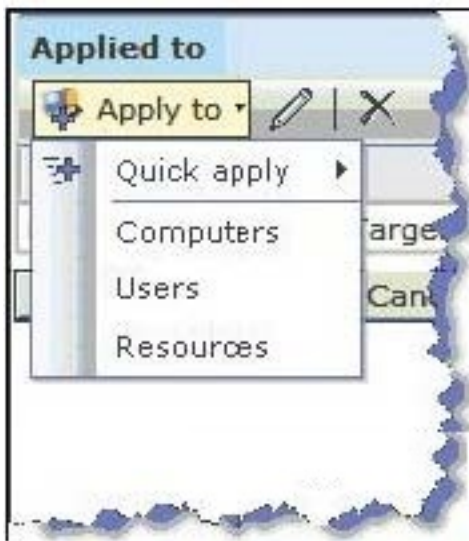 Applied to
Apply to
Quick apply
Computers
Users
Resources